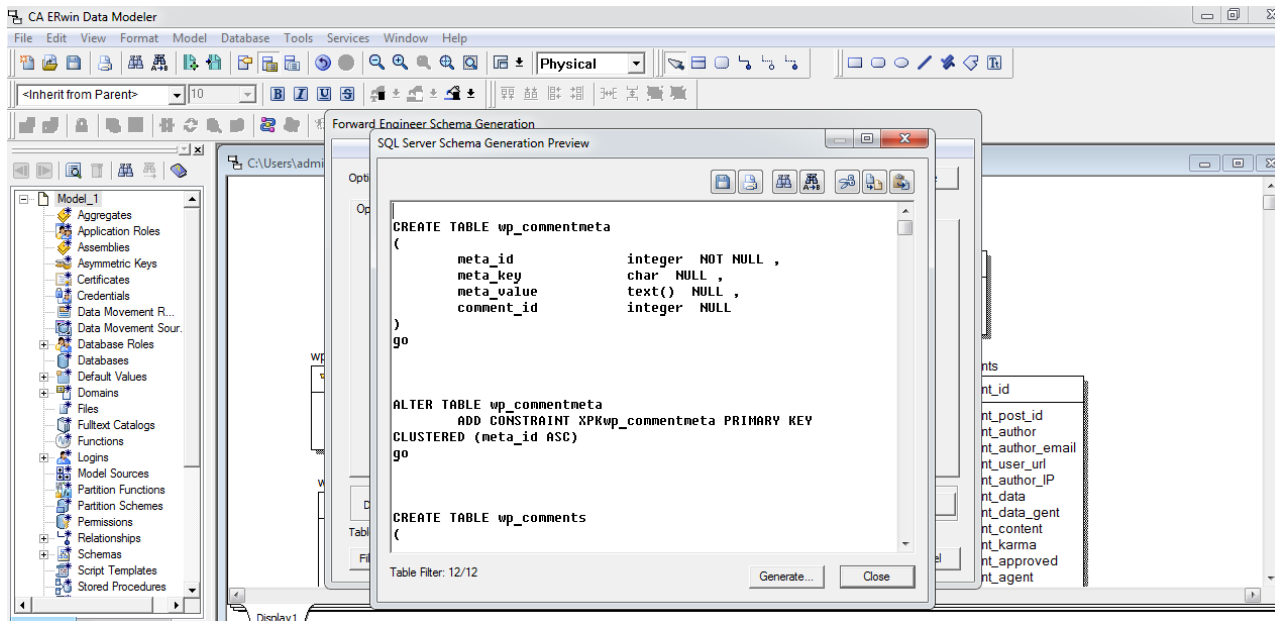 CA ERwin Data Modeler
File Edit View Format Model Database Tools Services Window Help
Physical
<Inherit from Parent> 10 B I U S
Forward Engineer Schema Generation
SQL Server Schema Generation Preview
C:\Users\admi
Model_1
Aggregates
Application Roles
Assemblies
Asymmetric Keys
Certificates
Credentials
Data Movement R...
Data Movement Sour.
Database Roles
Databases
Default Values
Domains
Files
Fulltext Catalogs
Functions
Logins
Model Sources
Partition Functions
Partition Schemes
Permissions
Relationships
Schemas
Script Templates
Stored Procedures
Display1
CREATE TABLE wp_commentmeta
(
meta_id integer NOT NULL ,
meta_key char NULL ,
meta_value text() NULL ,
comment_id integer NULL
)
go
ALTER TABLE wp_commentmeta
ADD CONSTRAINT XPKwp_commentmeta PRIMARY KEY
CLUSTERED (meta_id ASC)
go
CREATE TABLE wp_comments
(
Table Filter: 12/12
Generate...
Close
nts
nt_id
nt_post_id
nt_author
nt_author_email
nt_user_url
nt_author_IP
nt_data
nt_data_gent
nt_content
nt_karma
nt_approved
nt_agent